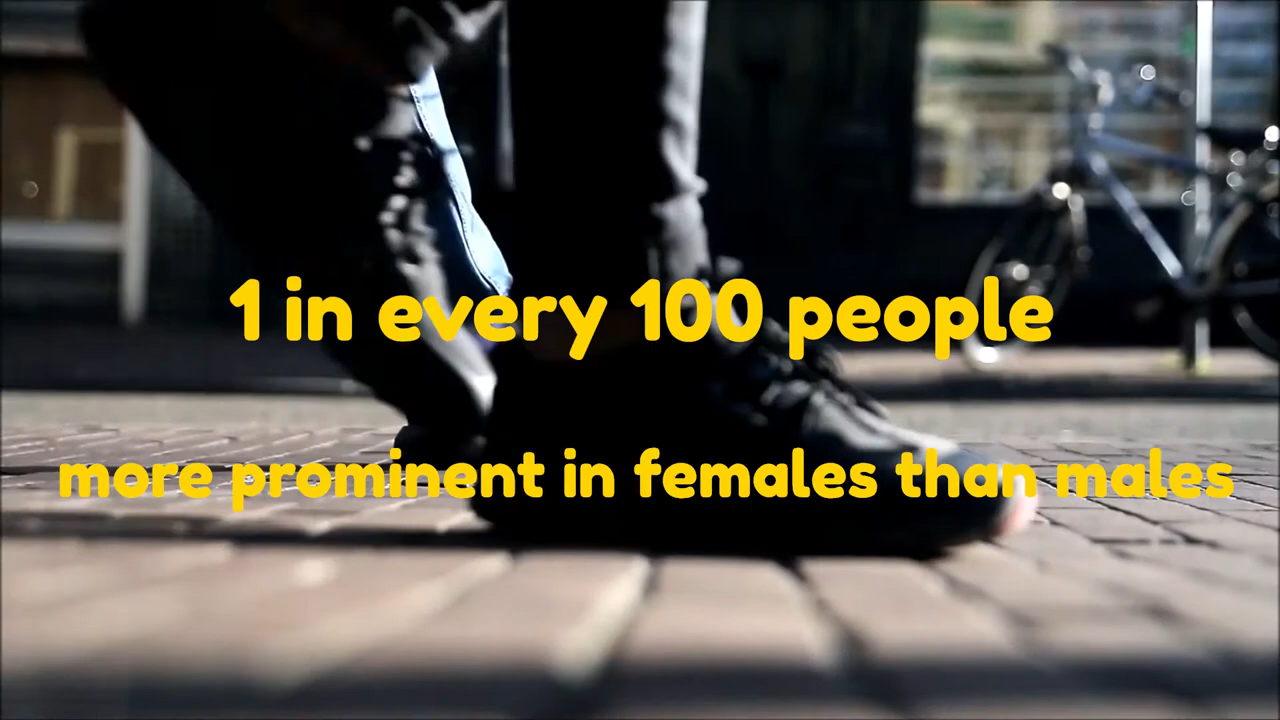 1 in every 100 people
more prominent in females than males